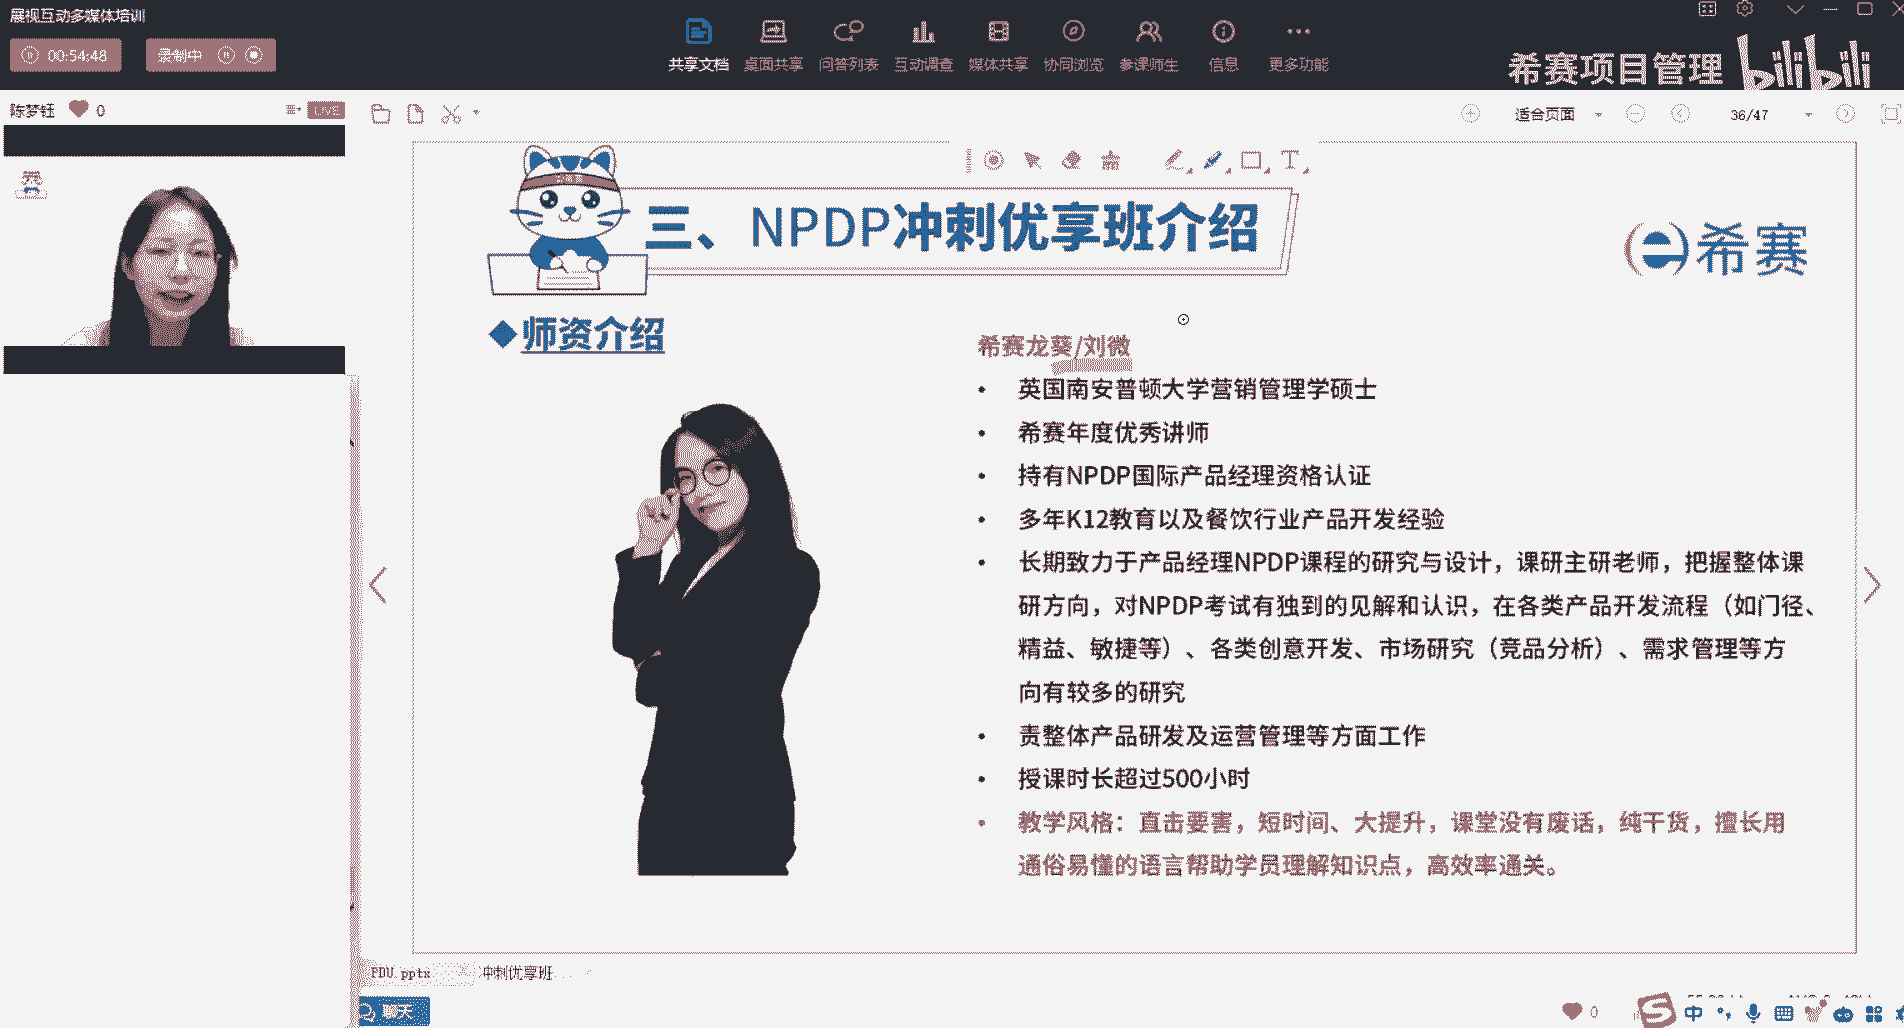 展视互动多媒体培训
00:54:48
录制中
共享文档
桌面共享
问答列表
互动调查
媒体共享
协同浏览
参课师生
信息
更多功能
希赛项目管理
bilibili
陈梦钰
0
LIVE
适合页面
36/47
三、NPDP冲刺优享班介绍
希赛
师资介绍
希赛龙葵/刘微
• 英国南安普顿大学营销管理学硕士
• 希赛年度优秀讲师
• 持有NPDP国际产品经理资格认证
• 多年K12教育以及餐饮行业产品开发经验
• 长期致力于产品经理NPDP课程的研究与设计，课研主研老师，把握整体课
研方向，对NPDP考试有独到的见解和认识，在各类产品开发流程（如门径、
精益、敏捷等）、各类创意开发、市场研究（竞品分析）、需求管理等方
向有较多的研究
• 责整体产品研发及运营管理等方面工作
• 授课时长超过500小时
• 教学风格：直击要害，短时间、大提升，课堂没有废话，纯干货，擅长用
通俗易懂的语言帮助学员理解知识点，高效率通关。
PDU.pptx
冲刺优享班
聊天
0
中